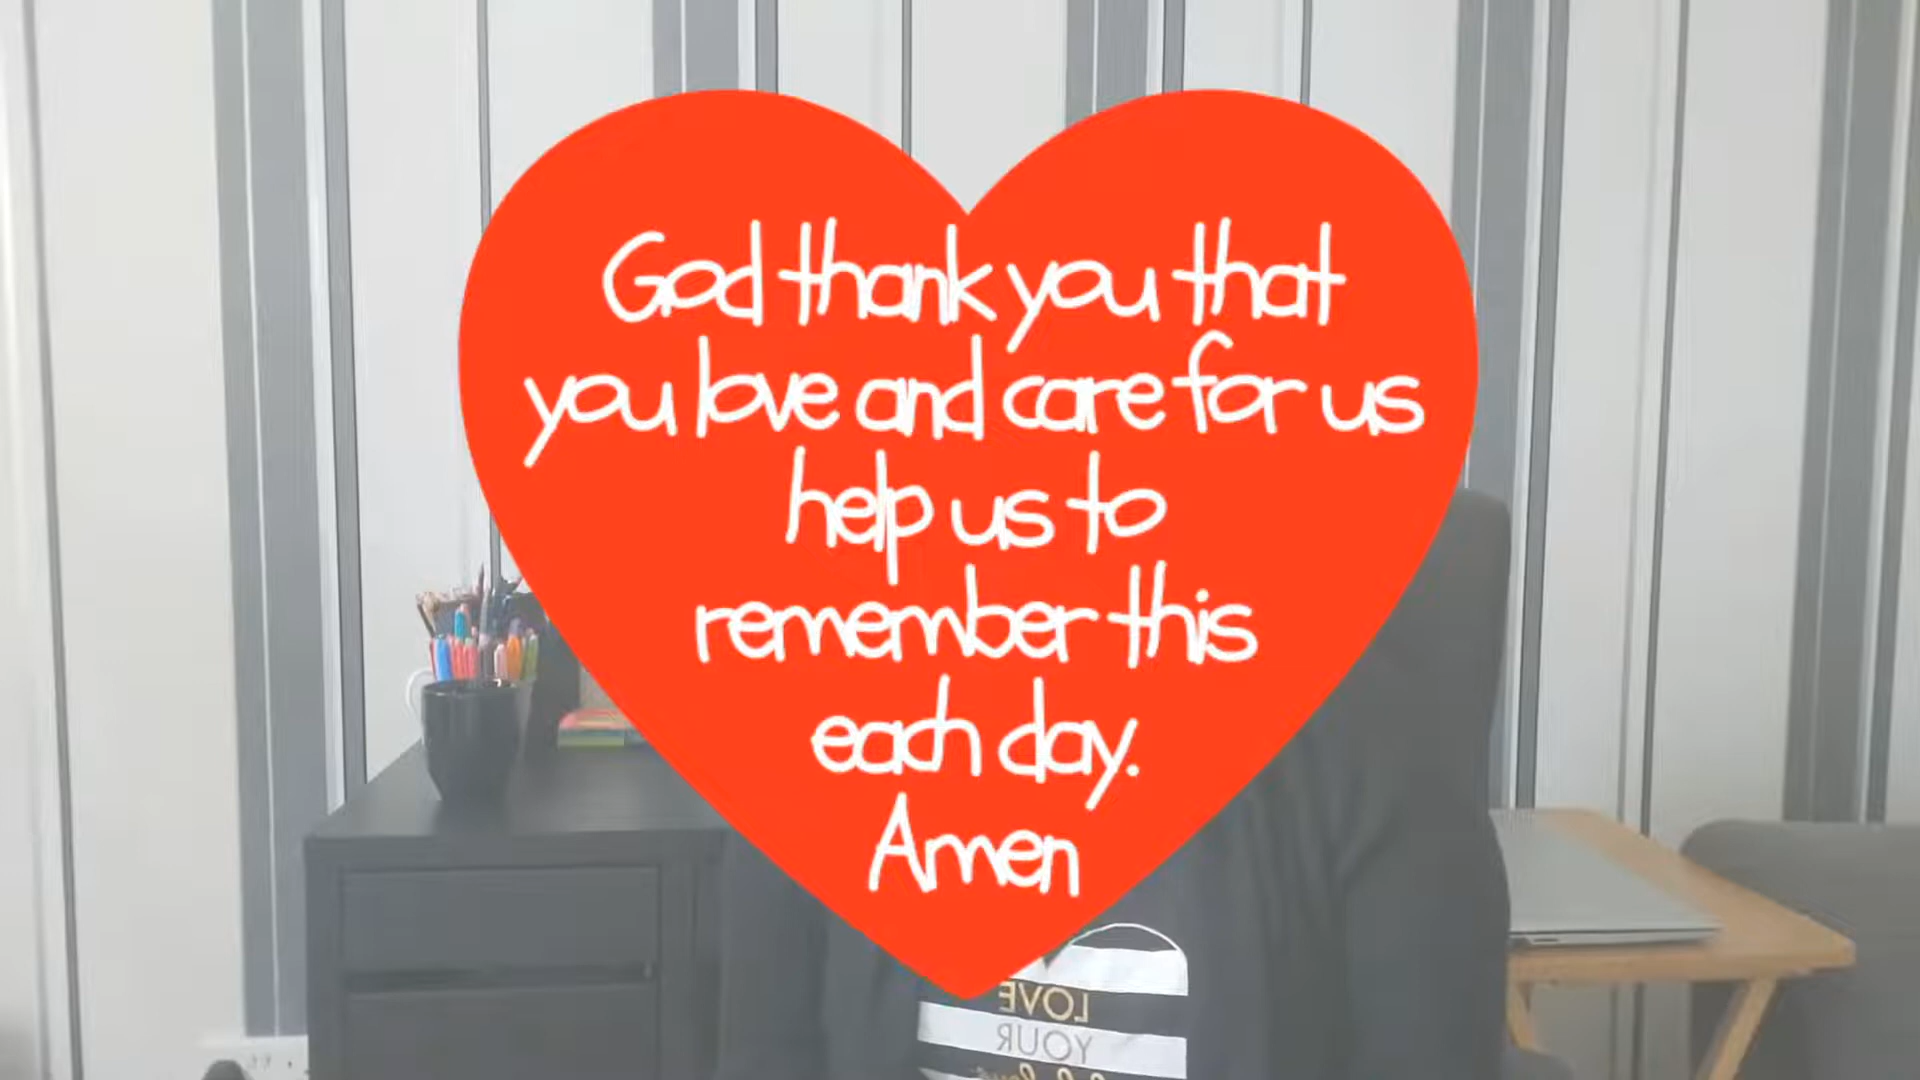 God thank you that
you love and care for us
help us to
remember this
each day.
Amen
LOVE
YOUR